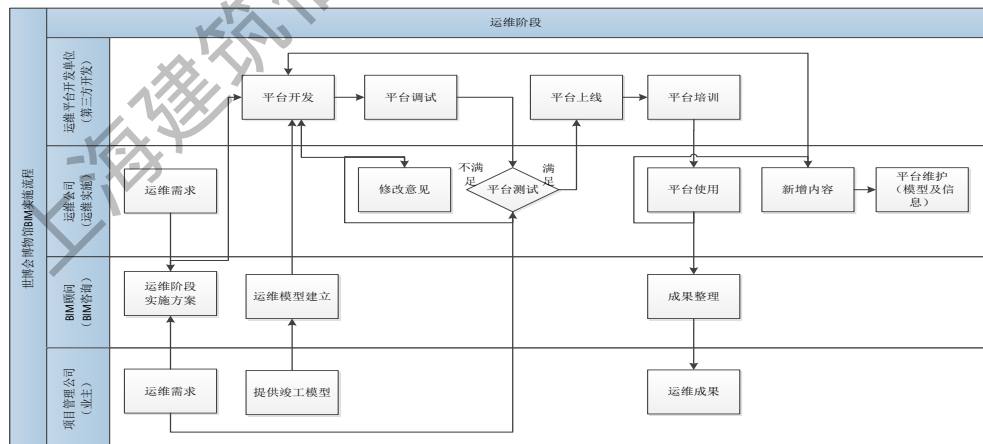 运维阶段
世博会博物馆BIM实施流程
运维平台开发单位
（第三方开发）
平台开发
平台调试
平台上线
平台培训
运维公司
（运维实施）
运维需求
修改意见
不满
足
平台测试
满
足
平台使用
新增内容
平台维护
（模型及信
息）
BIM顾问
（BIM咨询）
运维阶段
实施方案
运维模型建立
成果整理
项目管理公司
（业主）
运维需求
提供竣工模型
运维成果
上海建筑